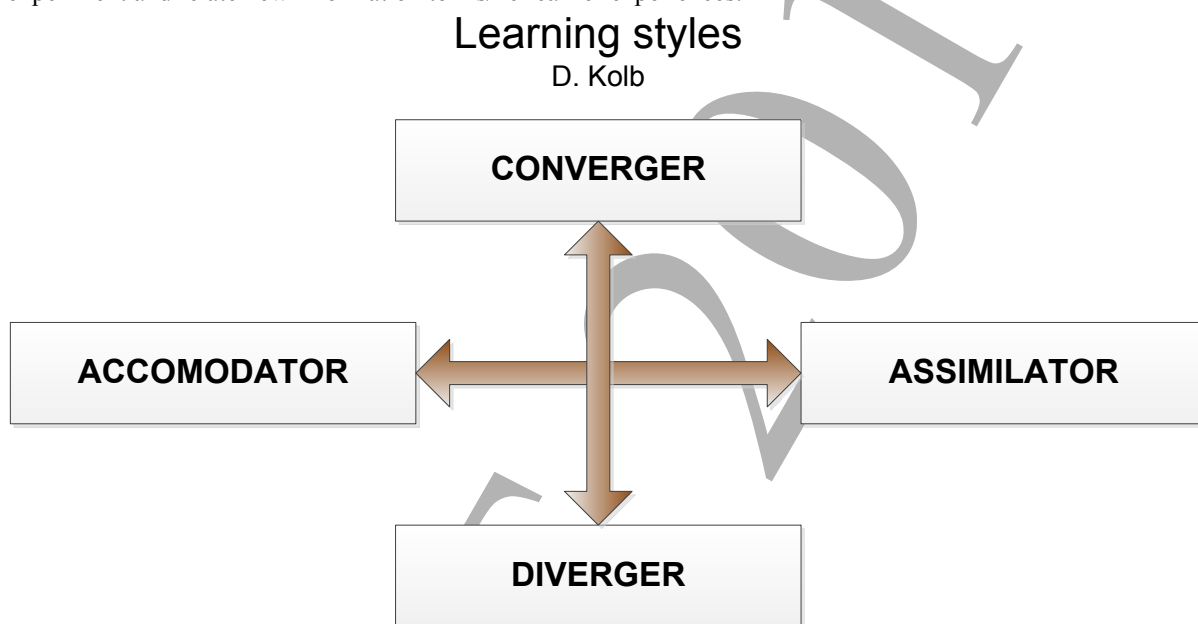 Learning styles
D. Kolb
CONVERGER
ACCOMODATOR
ASSIMILATOR
DIVERGER